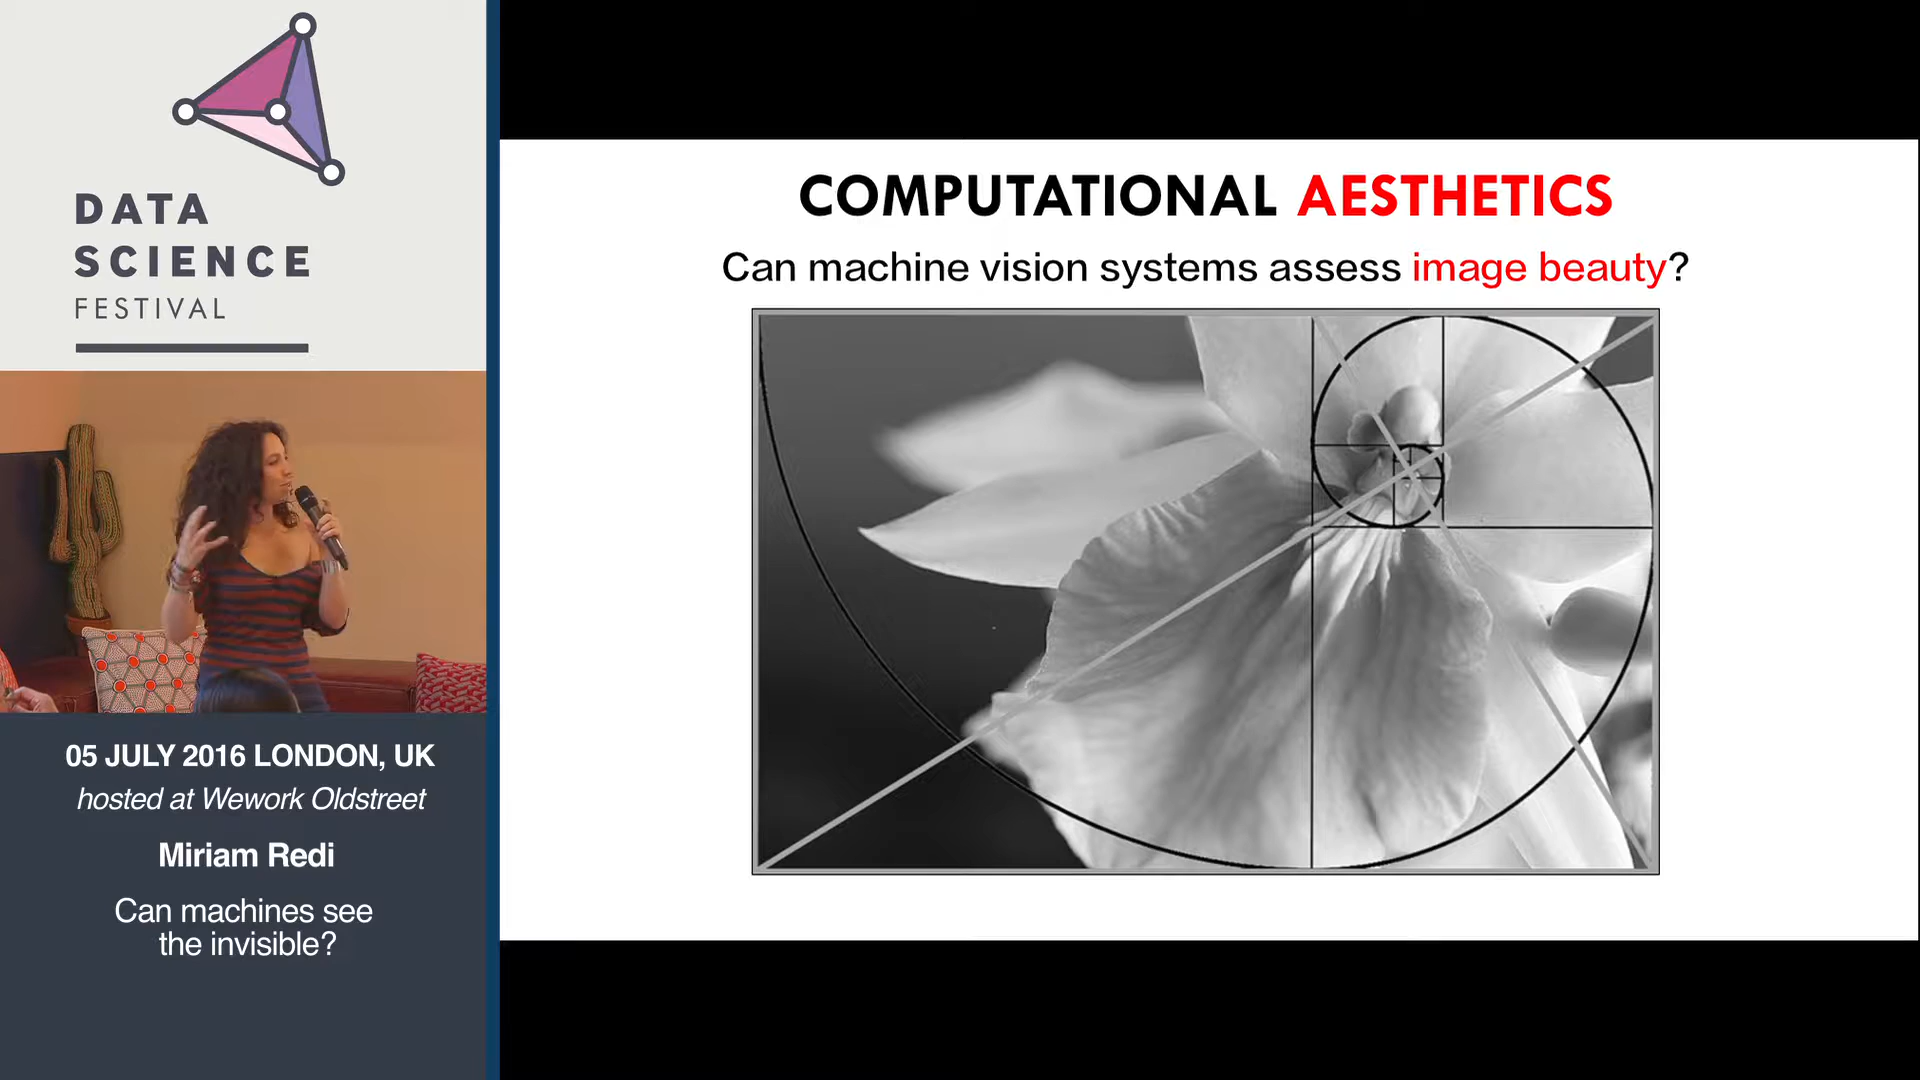 DATA
SCIENCE
FESTIVAL
05 JULY 2016 LONDON, UK
hosted at Wework Oldstreet
Miriam Redi
Can machines see
the invisible?
COMPUTATIONAL AESTHETICS
Can machine vision systems assess image beauty?